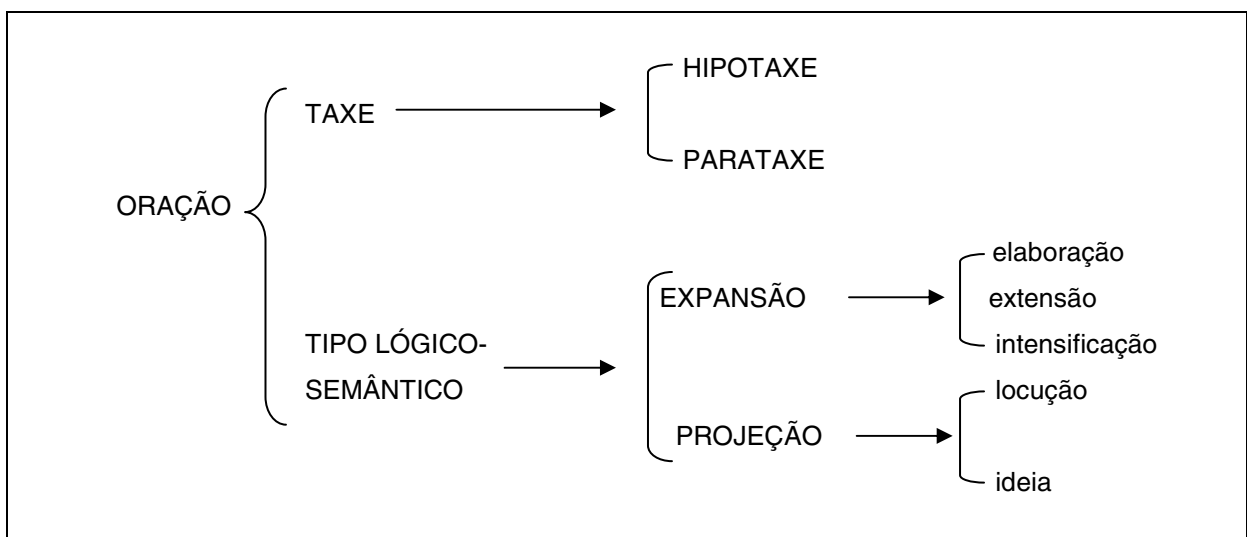 HIPOTAXE
TAXE
PARATAXE
ORAÇÃO
elaboração
EXPANSÃO
extensão
TIPO LÓGICO-
SEMÂNTICO
intensificação
locução
PROJEÇÃO
ideia